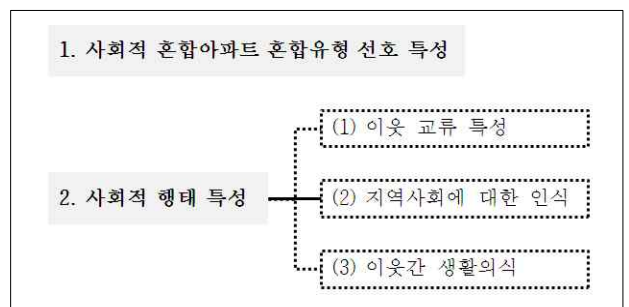 1. 사회적 혼합아파트 혼합유형 선호 특성
(1) 이웃 교류 특성
2. 사회적 행태 특성
(2) 지역사회에 대한 인식
(3) 이웃간 생활의식